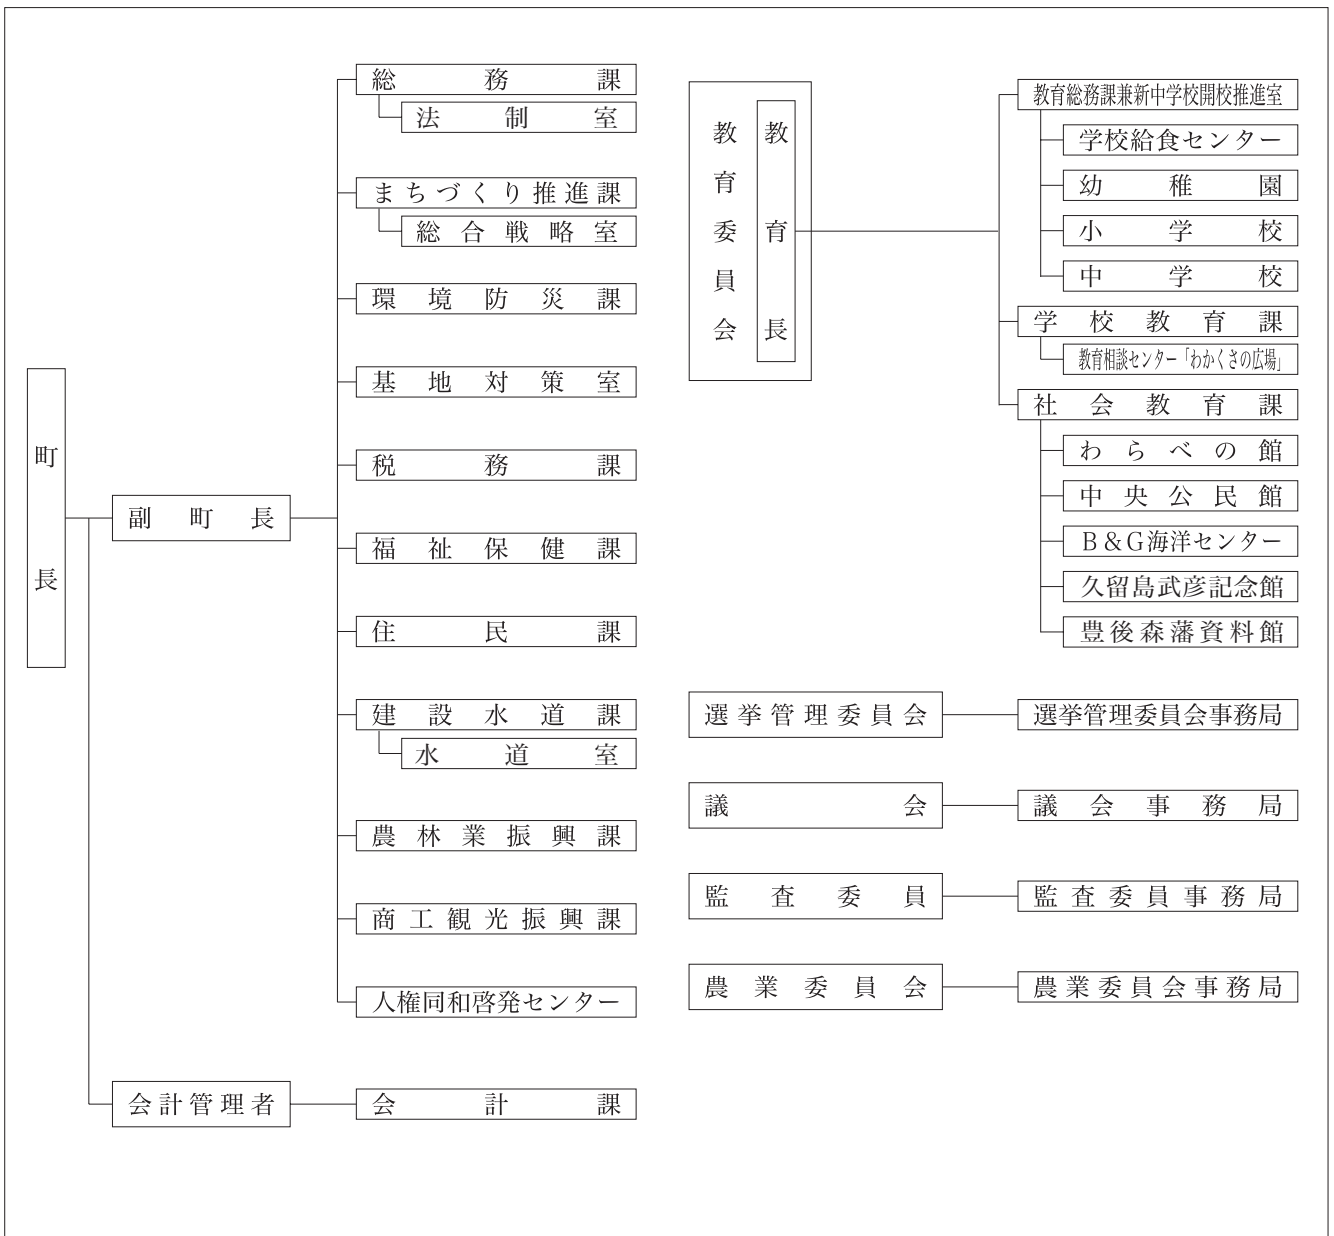 町長
副町長
総務課
法制室
まちづくり推進課
総合戦略室
環境防災課
基地対策室
税務課
福祉保健課
住民課
建設水道課
水道室
農林業振興課
商工観光振興課
人権同和啓発センター
会計管理者
会計課
教育委員会
教育長
教育総務課兼新中学校開校推進室
学校給食センター
幼稚園
小学校
中学校
学校教育課
教育相談センター「わかくさの広場」
社会教育課
わらべの館
中央公民館
B&G海洋センター
久留島武彦記念館
豊後森藩資料館
選挙管理委員会
選挙管理委員会事務局
議会
議会事務局
監査委員
監査委員事務局
農業委員会
農業委員会事務局